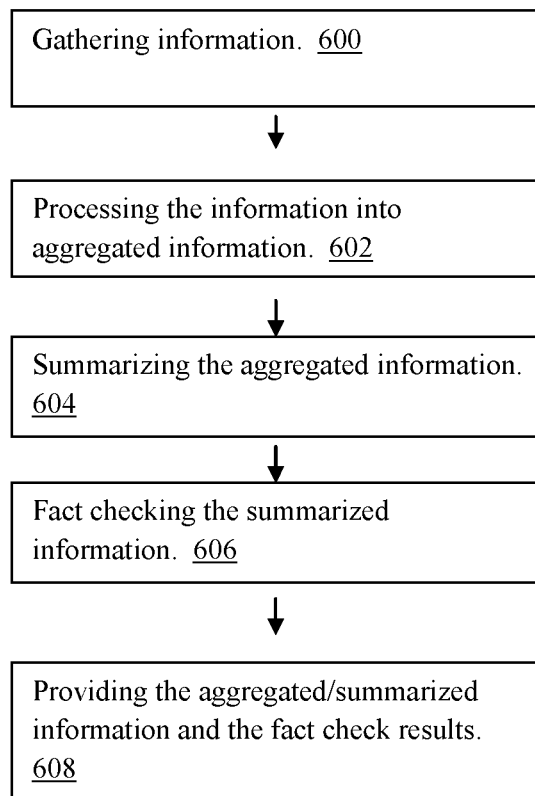 Gathering information. 600
Processing the information into
aggregated information. 602
Summarizing the aggregated information.
604
Fact checking the summarized
information. 606
Providing the aggregated/summarized
information and the fact check results.
608